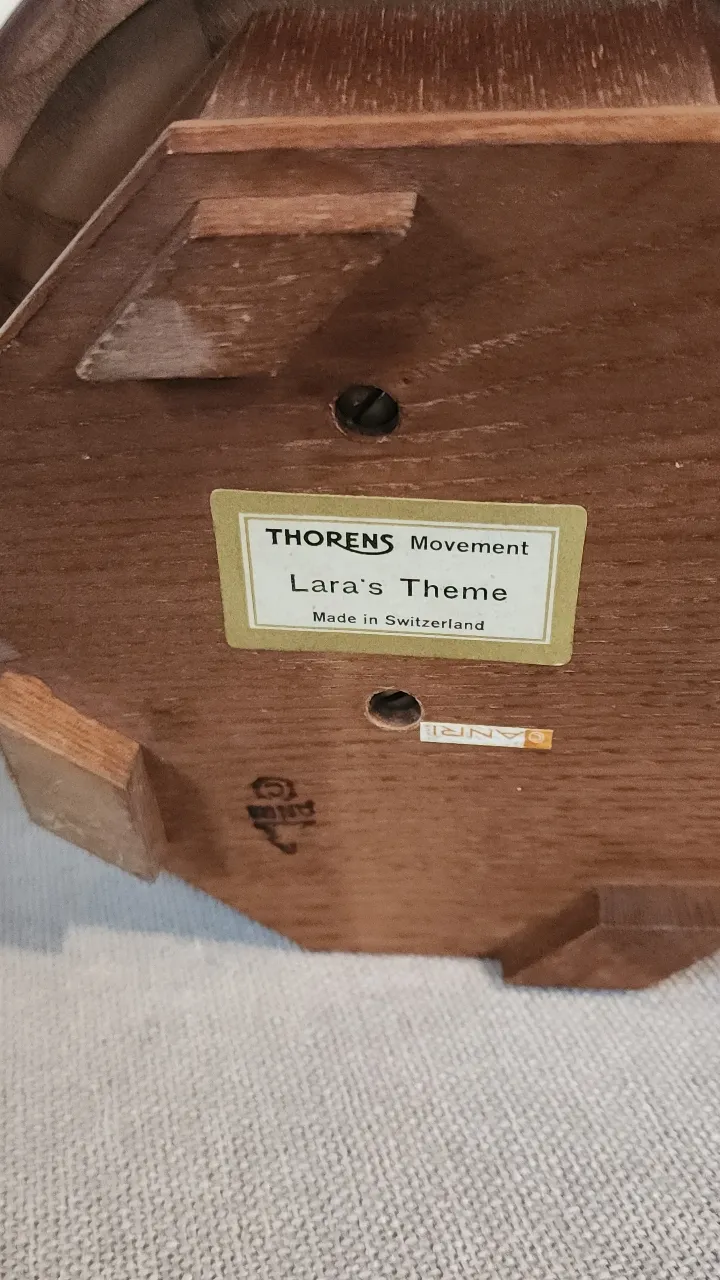 THORENS Movement
Lara's Theme
Made in Switzerland
ANRI